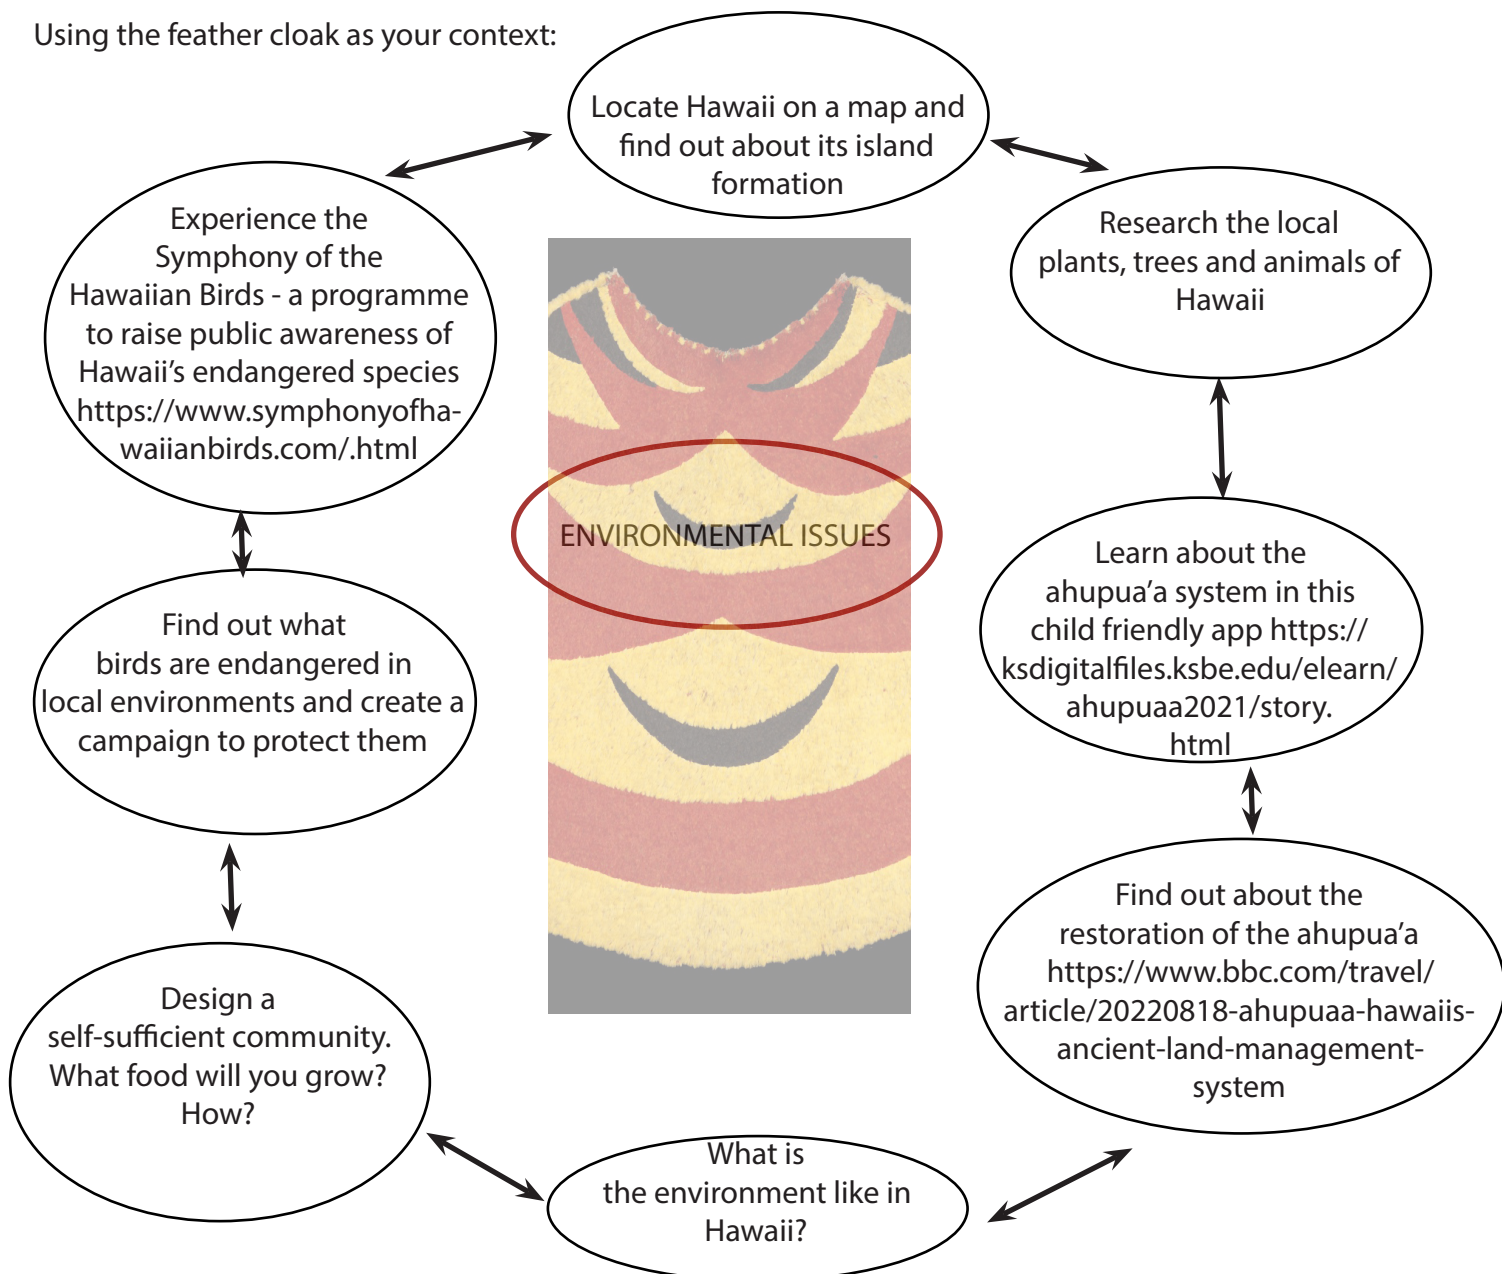 Using the feather cloak as your context:
Locate Hawaii on a map and
find out about its island
formation
Research the local
plants, trees and animals of
Hawaii
Learn about the
ahupua’a system in this
child friendly app https://
ksdigitalfiles.ksbe.edu/elearn/
ahupuaa2021/story.
html
Find out about the
restoration of the ahupua’a
https://www.bbc.com/travel/
article/20220818-ahupuaa-hawaiis-
ancient-land-management-
system
What is
the environment like in
Hawaii?
Design a
self-sufficient community.
What food will you grow?
How?
Find out what
birds are endangered in
local environments and create a
campaign to protect them
Experience the
Symphony of the
Hawaiian Birds - a programme
to raise public awareness of
Hawaii’s endangered species
https://www.symphonyofha-
waiianbirds.com/.html
ENVIRONMENTAL ISSUES